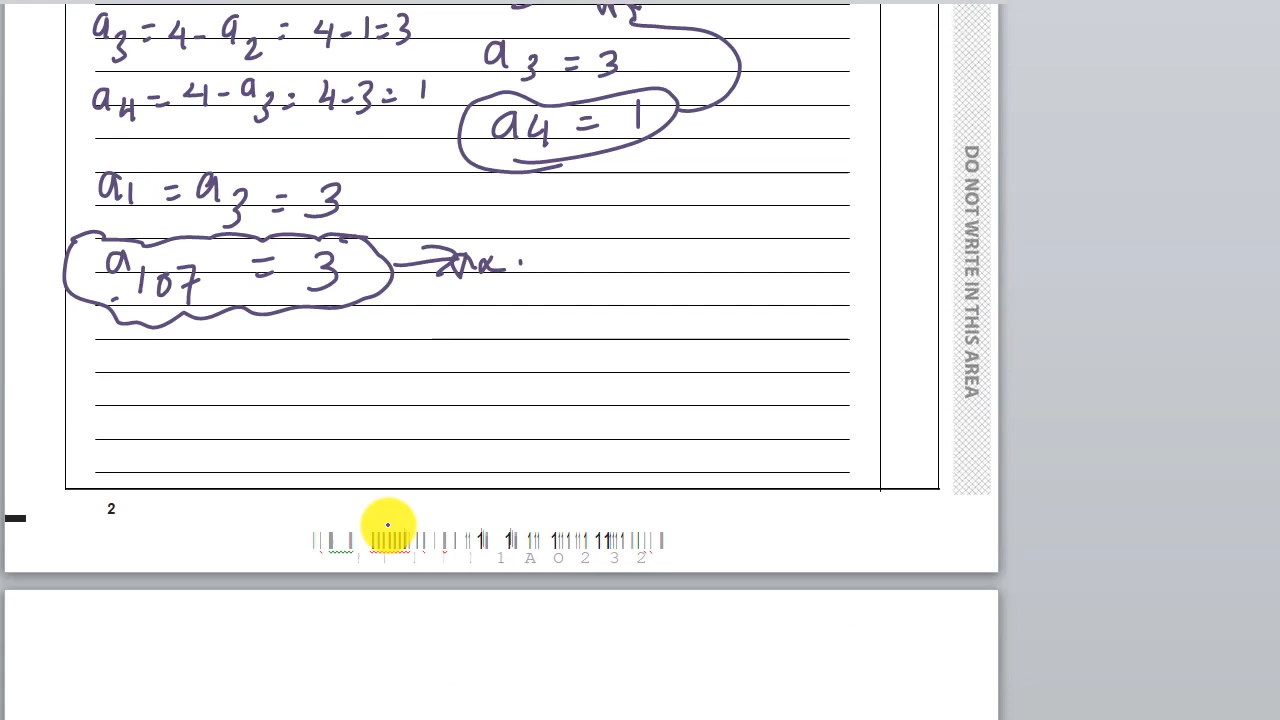 a3 = 4 - a2 = 4 - 1 = 3
a3 = 3
a4 = 4 - a3 = 4 - 3 = 1
a4 = 1
a1 = a3 = 3
a107 = 3
DO NOT WRITE IN THIS AREA
2
1 A 0 2 3 2